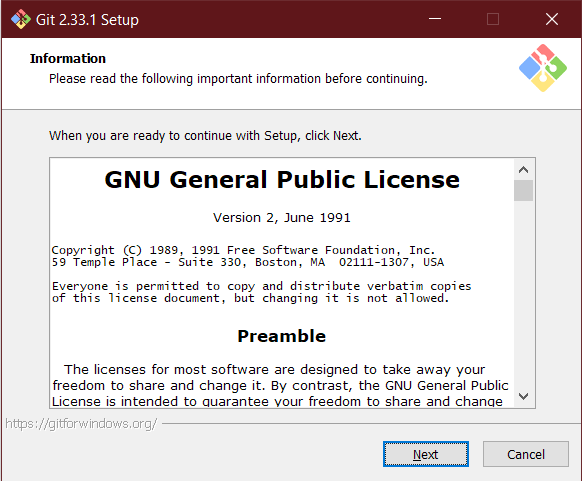 Git 2.33.1 Setup
Information
Please read the following important information before continuing.
When you are ready to continue with Setup, click Next.
GNU General Public License
Version 2, June 1991
Copyright (C) 1989, 1991 Free Software Foundation, Inc.
59 Temple Place - Suite 330, Boston, MA  02111-1307, USA
Everyone is permitted to copy and distribute verbatim copies
of this license document, but changing it is not allowed.
Preamble
The licenses for most software are designed to take away your
freedom to share and change it. By contrast, the GNU General Public
License is intended to guarantee your freedom to share and change
https://gitforwindows.org/
Next
Cancel